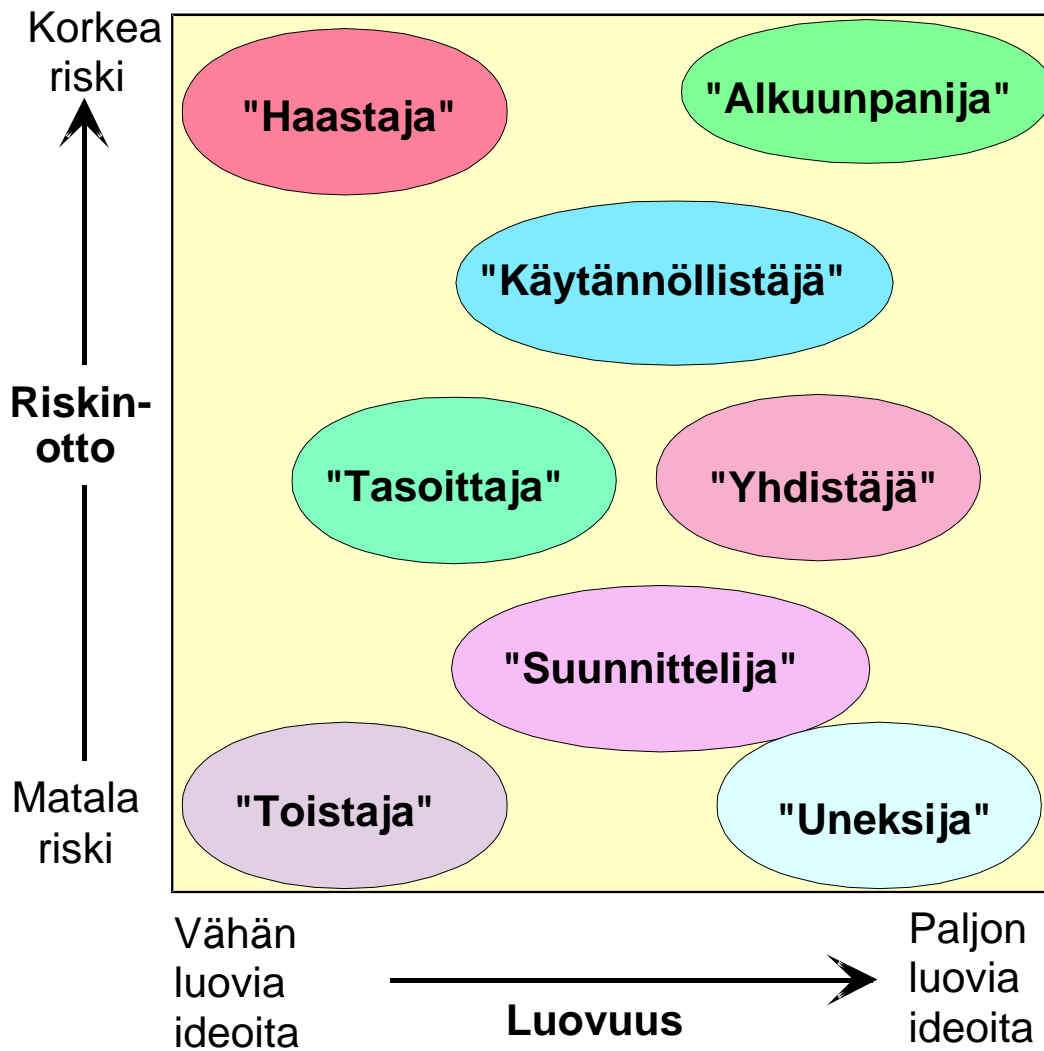 Korkea
riski
"Haastaja"
"Alkuunpanija"
"Käytännöllistäjä"
Riskin-
otto
"Tasoittaja"
"Yhdistäjä"
"Suunnittelija"
Matala
riski
"Toistaja"
"Uneksija"
Vähän
luovia
ideoita
Luovuus
Paljon
luovia
ideoita